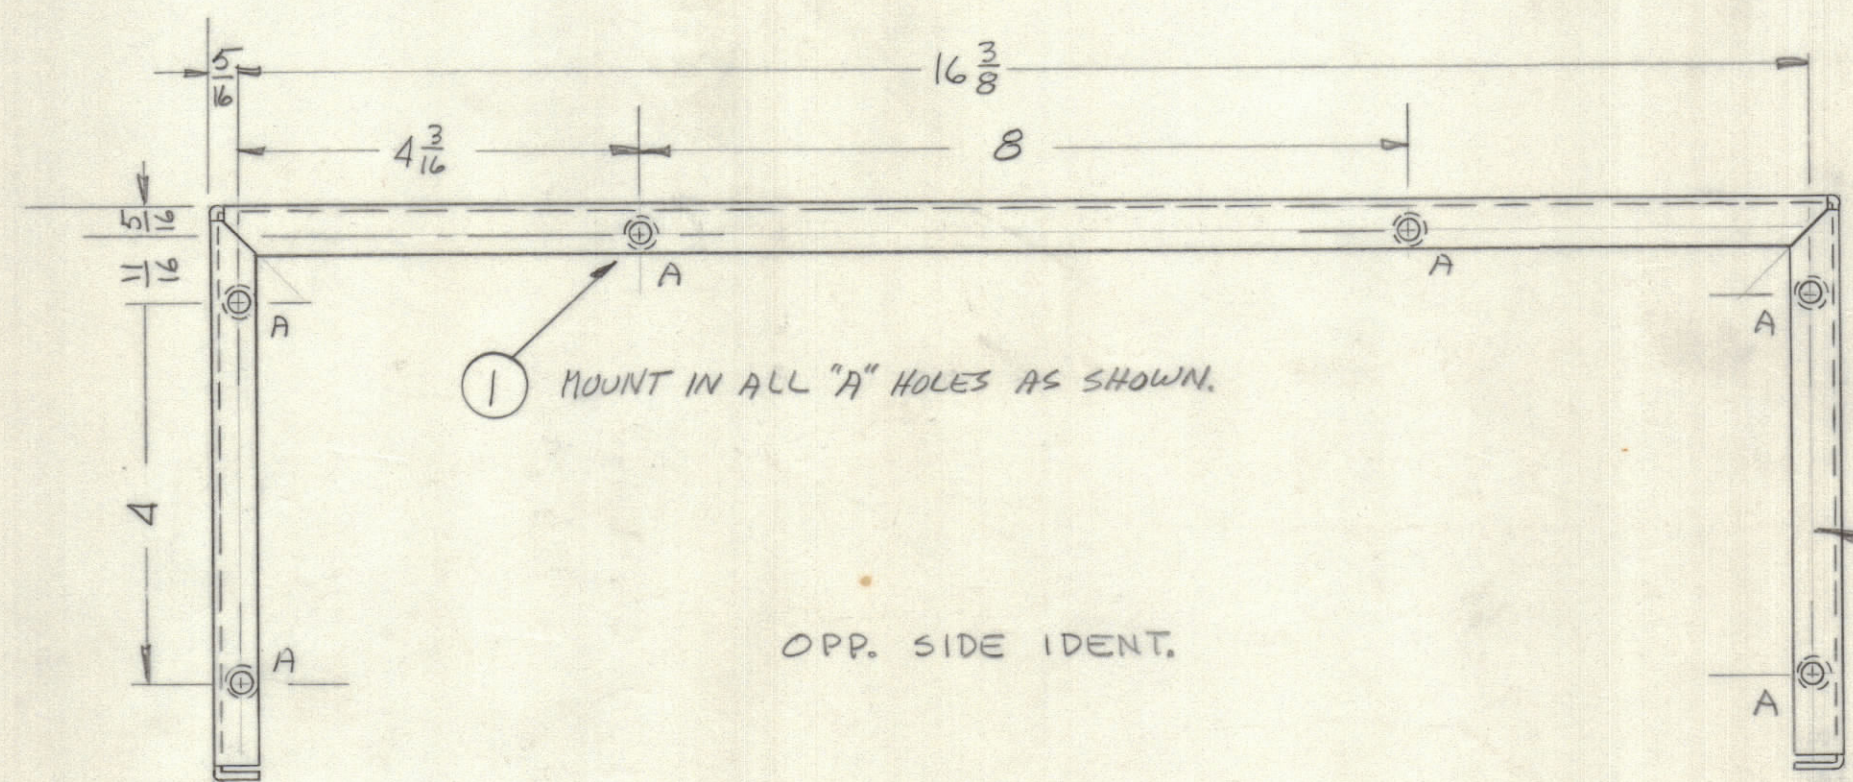 5/16
16 3/8
4 3/16
8
5/16
11/16
A
A
A
A
1 MOUNT IN ALL "A" HOLES AS SHOWN.
4
OPP. SIDE IDENT.
A
A